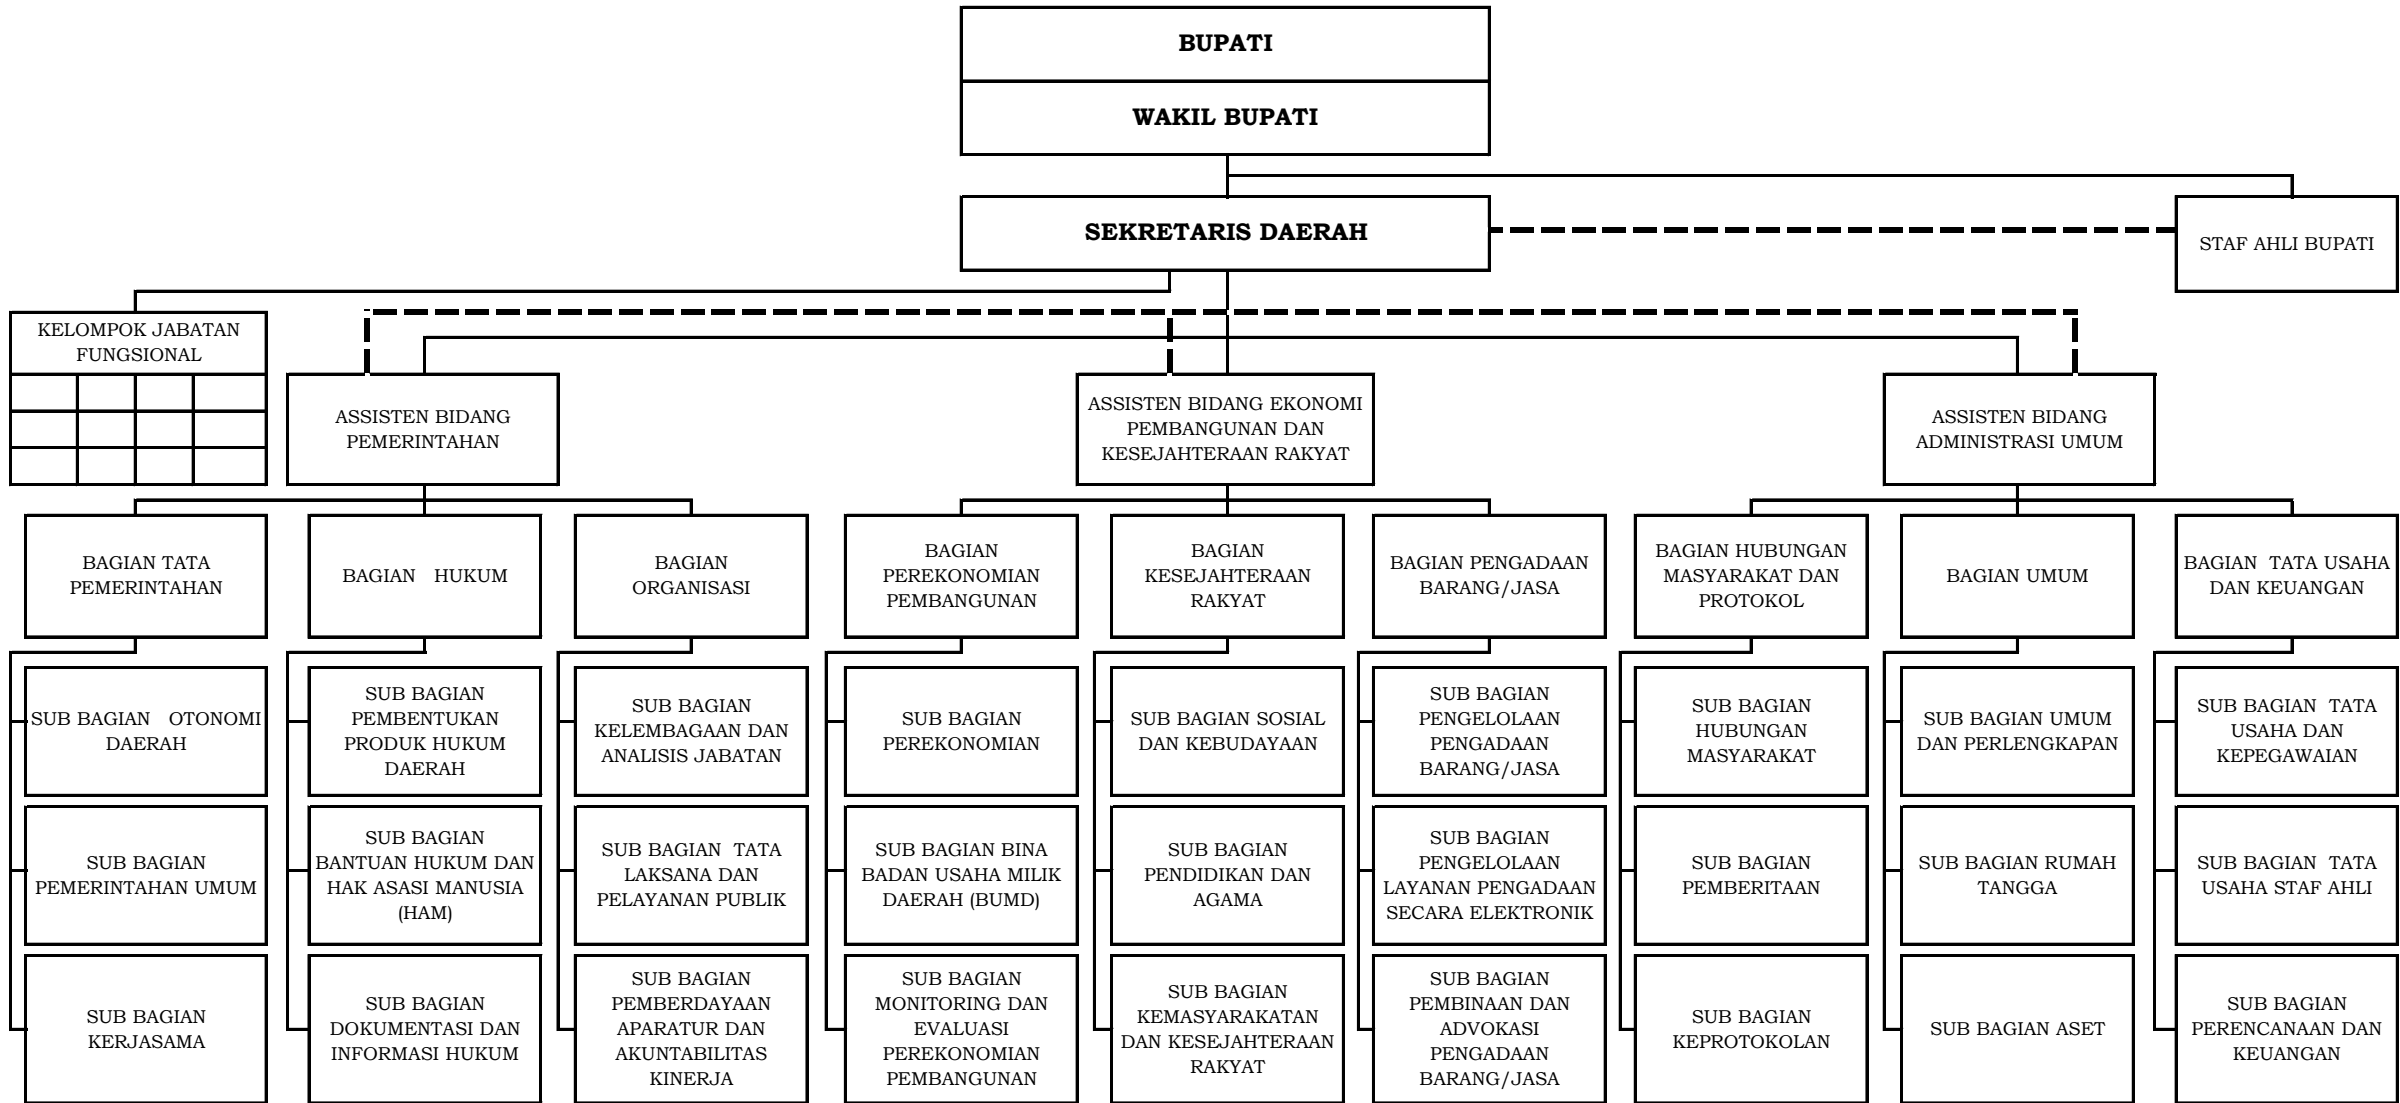 BUPATI
WAKIL BUPATI
SEKRETARIS DAERAH
STAF AHLI BUPATI
KELOMPOK JABATAN
FUNGSIONAL
ASSISTEN BIDANG
PEMERINTAHAN
ASSISTEN BIDANG EKONOMI
PEMBANGUNAN DAN
KESEJAHTERAAN RAKYAT
ASSISTEN BIDANG
ADMINISTRASI UMUM
BAGIAN TATA
PEMERINTAHAN
BAGIAN HUKUM
BAGIAN
ORGANISASI
BAGIAN
PEREKONOMIAN
PEMBANGUNAN
BAGIAN
KESEJAHTERAAN
RAKYAT
BAGIAN PENGADAAN
BARANG/JASA
BAGIAN HUBUNGAN
MASYARAKAT DAN
PROTOKOL
BAGIAN UMUM
BAGIAN TATA USAHA
DAN KEUANGAN
SUB BAGIAN OTONOMI
DAERAH
SUB BAGIAN
PEMBENTUKAN
PRODUK HUKUM
DAERAH
SUB BAGIAN
KELEMBAGAAN DAN
ANALISIS JABATAN
SUB BAGIAN
PEREKONOMIAN
SUB BAGIAN SOSIAL
DAN KEBUDAYAAN
SUB BAGIAN
PENGELOLAAN
PENGADAAN
BARANG/JASA
SUB BAGIAN
HUBUNGAN
MASYARAKAT
SUB BAGIAN UMUM
DAN PERLENGKAPAN
SUB BAGIAN TATA
USAHA DAN
KEPEGAWAIAN
SUB BAGIAN
PEMERINTAHAN UMUM
SUB BAGIAN
BANTUAN HUKUM DAN
HAK ASASI MANUSIA
(HAM)
SUB BAGIAN TATA
LAKSANA DAN
PELAYANAN PUBLIK
SUB BAGIAN BINA
BADAN USAHA MILIK
DAERAH (BUMD)
SUB BAGIAN
PENDIDIKAN DAN
AGAMA
SUB BAGIAN
PENGELOLAAN
LAYANAN PENGADAAN
SECARA ELEKTRONIK
SUB BAGIAN
PEMBERITAAN
SUB BAGIAN RUMAH
TANGGA
SUB BAGIAN TATA
USAHA STAF AHLI
SUB BAGIAN
KERJASAMA
SUB BAGIAN
DOKUMENTASI DAN
INFORMASI HUKUM
SUB BAGIAN
PEMBERDAYAAN
APARATUR DAN
AKUNTABILITAS
KINERJA
SUB BAGIAN
MONITORING DAN
EVALUASI
PEREKONOMIAN
PEMBANGUNAN
SUB BAGIAN
KEMASYARAKATAN
DAN KESEJAHTERAAN
RAKYAT
SUB BAGIAN
PEMBINAAN DAN
ADVOKASI
PENGADAAN
BARANG/JASA
SUB BAGIAN
KEPROTOKOLAN
SUB BAGIAN ASET
SUB BAGIAN
PERENCANAAN DAN
KEUANGAN